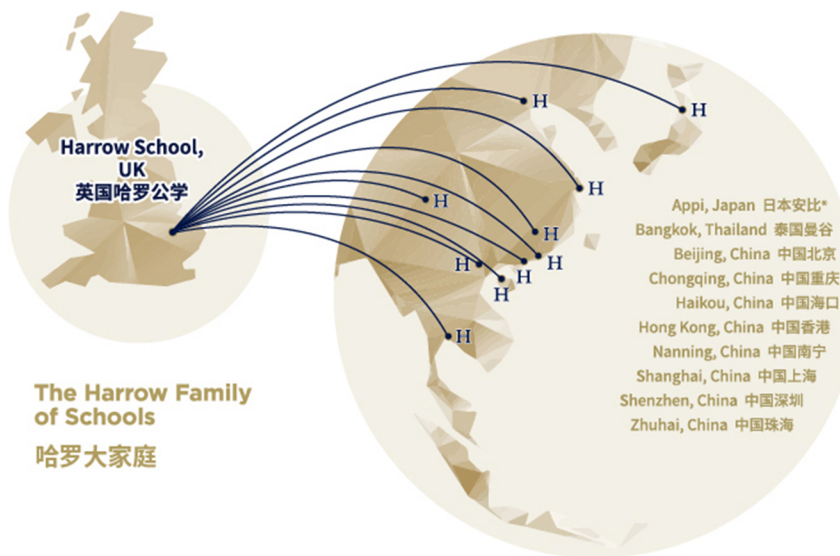 Harrow School,
UK
英国哈罗公学
H
H
H
H
H
H
H
H
H
H
Appi, Japan 日本安比*
Bangkok, Thailand 泰国曼谷
Beijing, China 中国北京
Chongqing, China 中国重庆
Haikou, China 中国海口
Hong Kong, China 中国香港
Nanning, China 中国南宁
Shanghai, China 中国上海
Shenzhen, China 中国深圳
Zhuhai, China 中国珠海
The Harrow Family
of Schools
哈罗大家庭